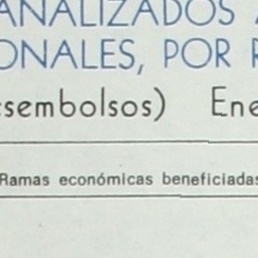 ANALIZADOS A
ONALES, POR R
esembolsos) Ene
Ramas económicas beneficiadas